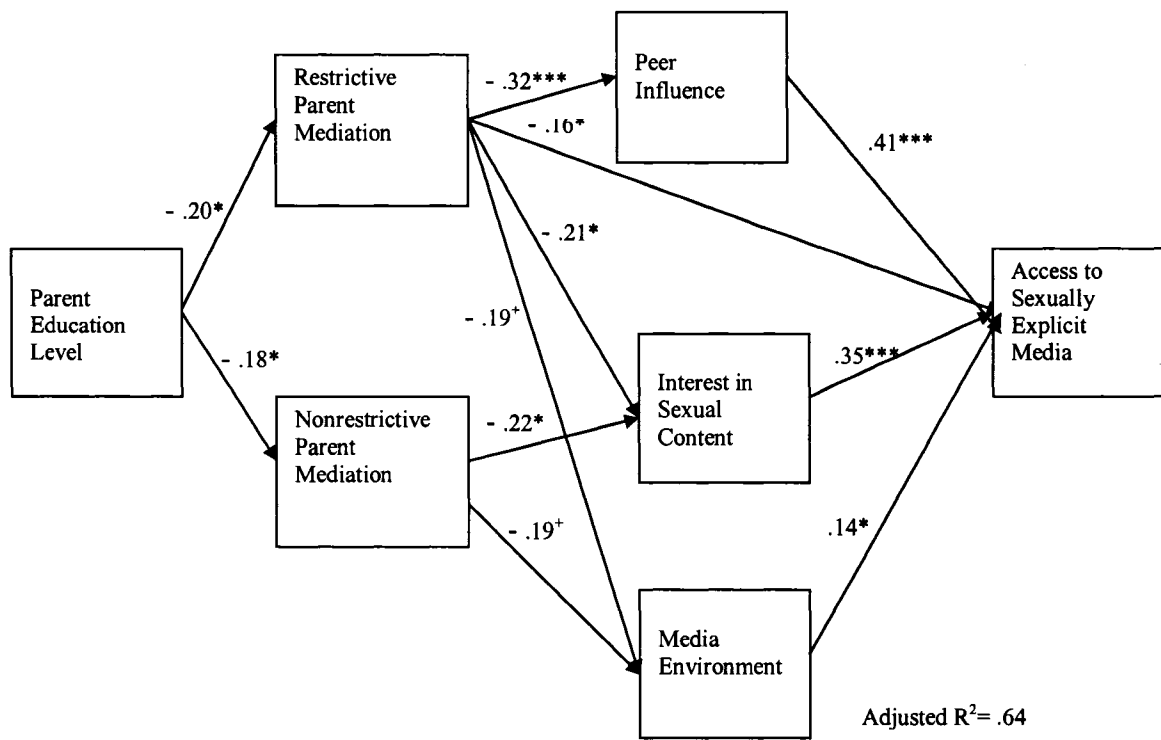 Parent
Education
Level
- .20*
- .18*
Restrictive
Parent
Mediation
Nonrestrictive
Parent
Mediation
- .32***
- .16*
- .21*
- .19+
- .22*
- .19+
Peer
Influence
Interest in
Sexual
Content
Media
Environment
.41***
.35***
.14*
Access to
Sexually
Explicit
Media
Adjusted R²= .64